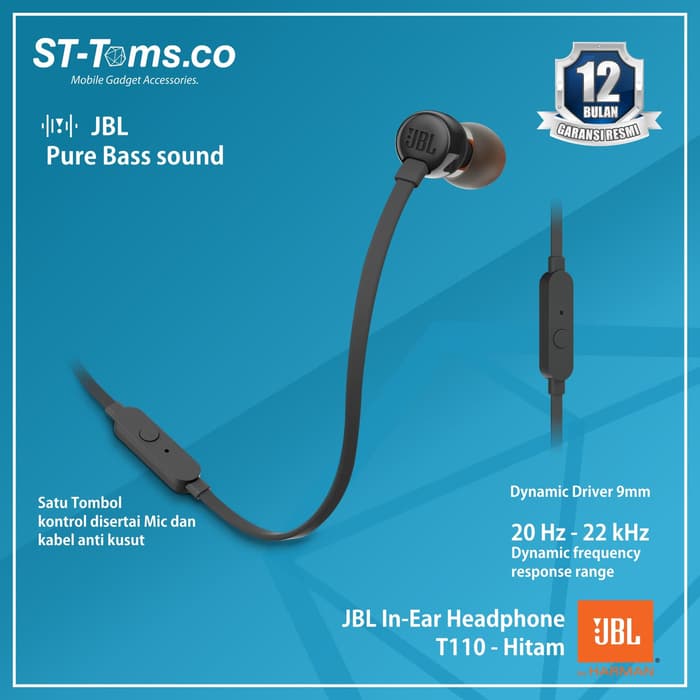 ST-Toms.co
Mobile Gadget Accessories.
12
BULAN
GARANSI RESMI
JBL
Pure Bass sound
JBL
Satu Tombol
kontrol disertai Mic dan
kabel anti kusut
Dynamic Driver 9mm
20 Hz - 22 kHz
Dynamic frequency
response range
JBL In-Ear Headphone
T110 - Hitam
JBL
by HARMAN